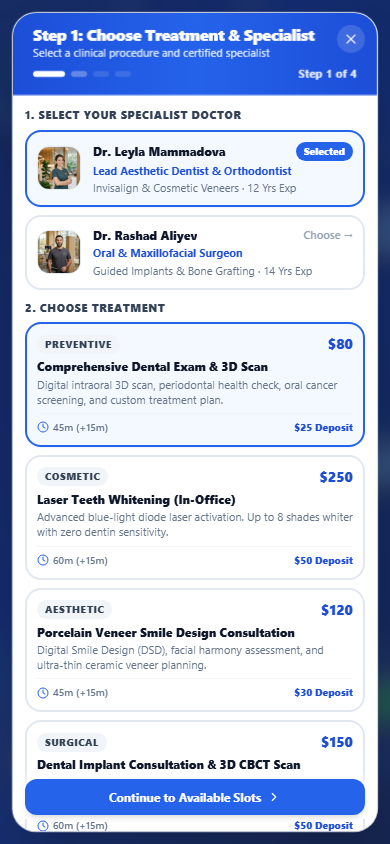 Step 1: Choose Treatment & Specialist
Select a clinical procedure and certified specialist
Step 1 of 4
1. SELECT YOUR SPECIALIST DOCTOR
Dr. Leyla Mammadova
Selected
Lead Aesthetic Dentist & Orthodontist
Invisalign & Cosmetic Veneers · 12 Yrs Exp
Dr. Rashad Aliyev
Choose →
Oral & Maxillofacial Surgeon
Guided Implants & Bone Grafting · 14 Yrs Exp
2. CHOOSE TREATMENT
PREVENTIVE
$80
Comprehensive Dental Exam & 3D Scan
Digital intraoral 3D scan, periodontal health check, oral cancer
screening, and custom treatment plan.
45m (+15m)
$25 Deposit
COSMETIC
$250
Laser Teeth Whitening (In-Office)
Advanced blue-light diode laser activation. Up to 8 shades whiter
with zero dentin sensitivity.
60m (+15m)
$50 Deposit
AESTHETIC
$120
Porcelain Veneer Smile Design Consultation
Digital Smile Design (DSD), facial harmony assessment, and
ultra-thin ceramic veneer planning.
45m (+15m)
$30 Deposit
SURGICAL
$150
Dental Implant Consultation & 3D CBCT Scan
Continue to Available Slots
60m (+15m)
$50 Deposit